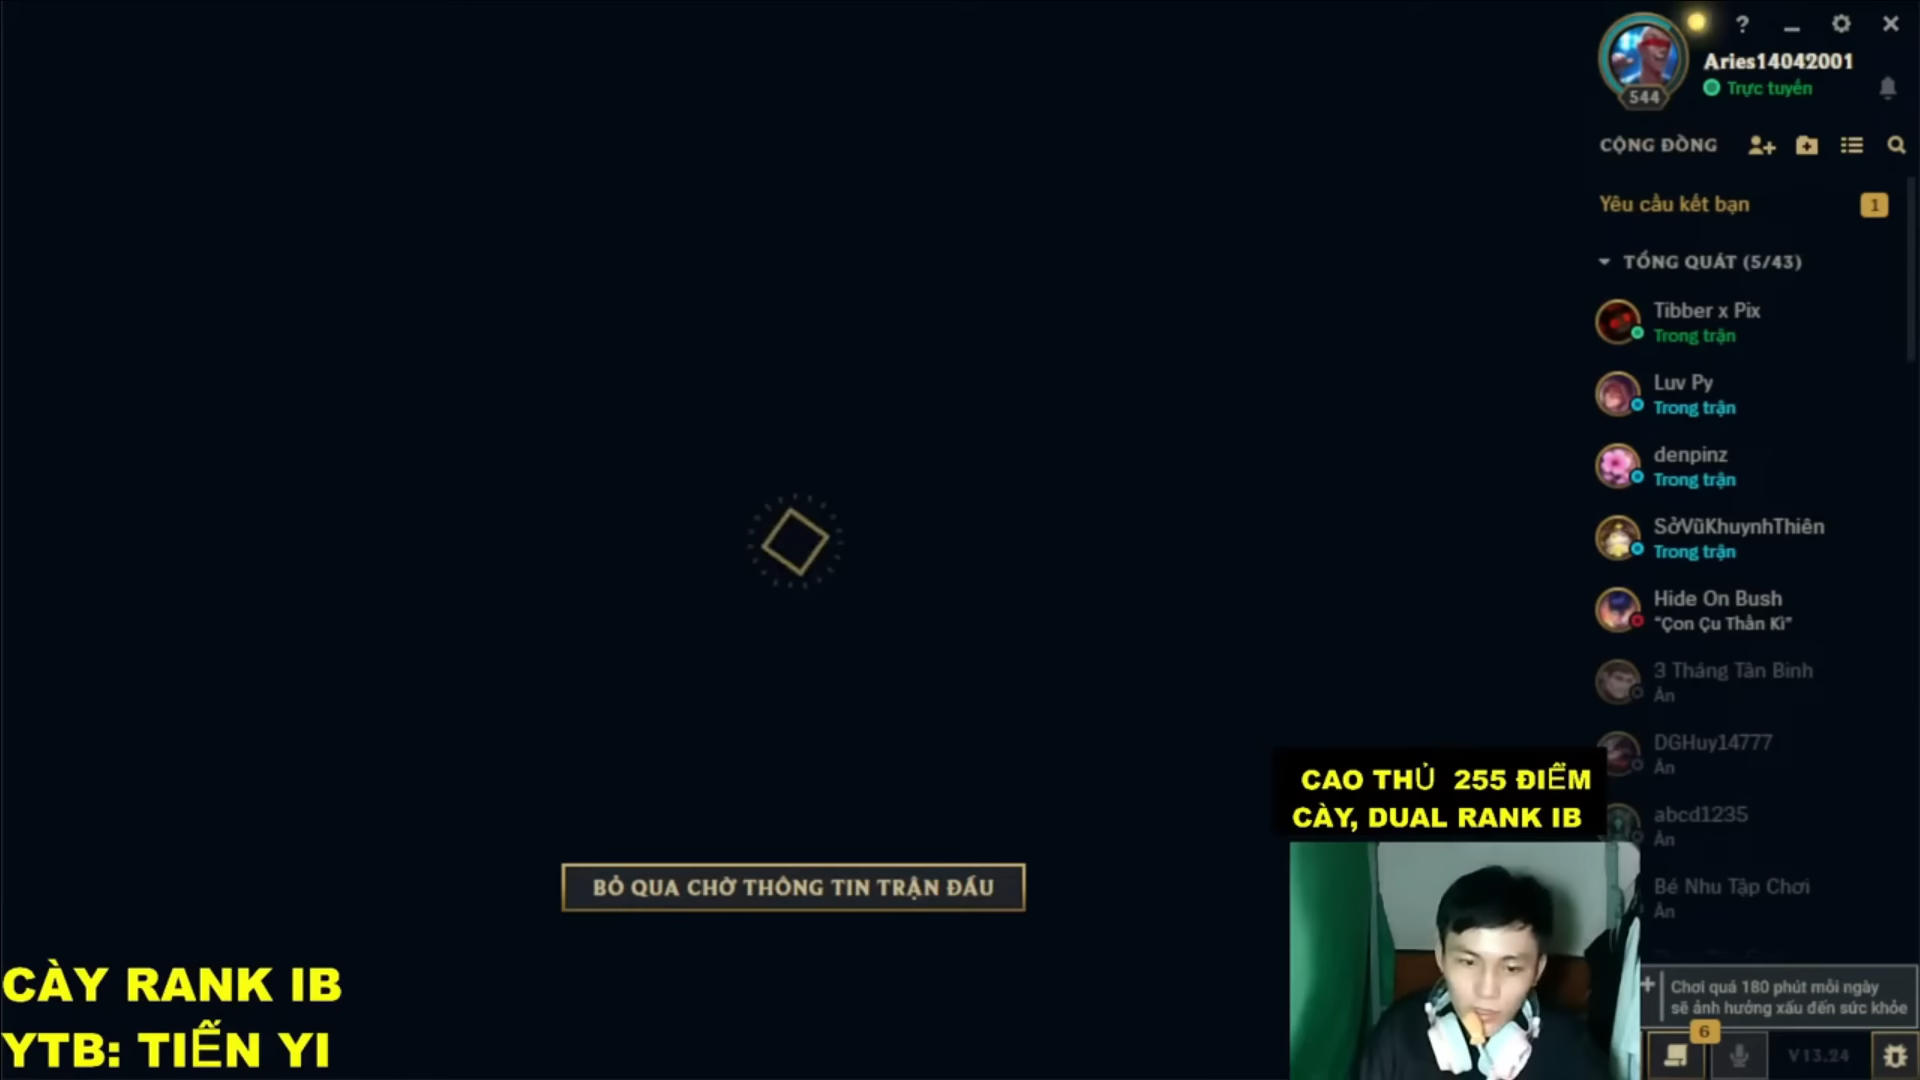 ?
Aries14042001
544
Trực tuyến
CỘNG ĐỒNG
Yêu cầu kết bạn
1
TỔNG QUÁT (5/43)
Tibber x Pix
Trong trận
Luv Py
Trong trận
denpinz
Trong trận
SởVũKhuynhThiên
Trong trận
Hide On Bush
"Çon Çu Thần Kì"
3 Tháng Tàn Binh
Ẩn
DGHuy14777
Ẩn
abcd1235
Ẩn
Bé Nhu Tập Chơi
Ẩn
CAO THỦ 255 ĐIỂM
CÀY, DUAL RANK IB
BỎ QUA CHỜ THÔNG TIN TRẬN ĐẤU
CÀY RANK IB
YTB: TIẾN YI
Chơi quá 180 phút mỗi ngày
sẽ ảnh hưởng xấu đến sức khỏe
6
V13.24